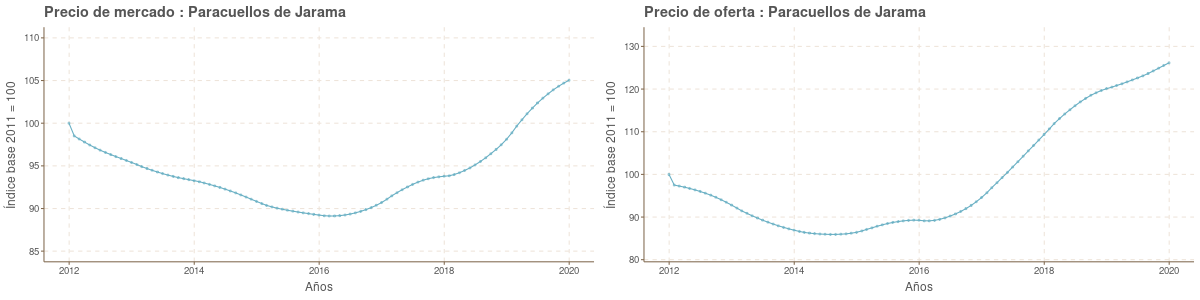 Precio de mercado : Paracuellos de Jarama
110
105
100
95
90
85
Índice base 2011 = 100
2012 2014 2016 2018 2020
Años
Precio de oferta : Paracuellos de Jarama
130
120
110
100
90
80
Índice base 2011 = 100
2012 2014 2016 2018 2020
Años